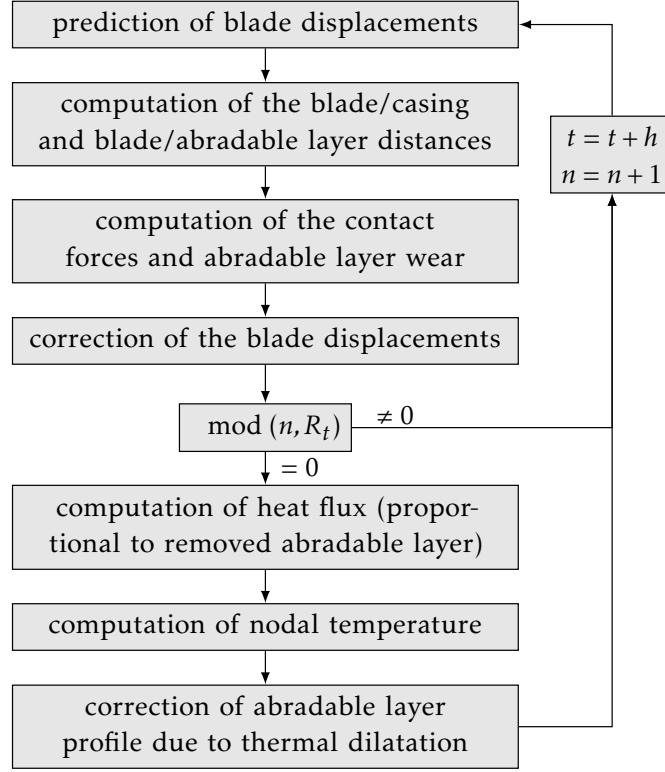 prediction of blade displacements
computation of the blade/casing
and blade/abradable layer distances
t = t + h
n = n + 1
computation of the contact
forces and abradable layer wear
correction of the blade displacements
mod (n, Rₜ)
≠ 0
= 0
computation of heat flux (propor-
tional to removed abradable layer)
computation of nodal temperature
correction of abradable layer
profile due to thermal dilatation